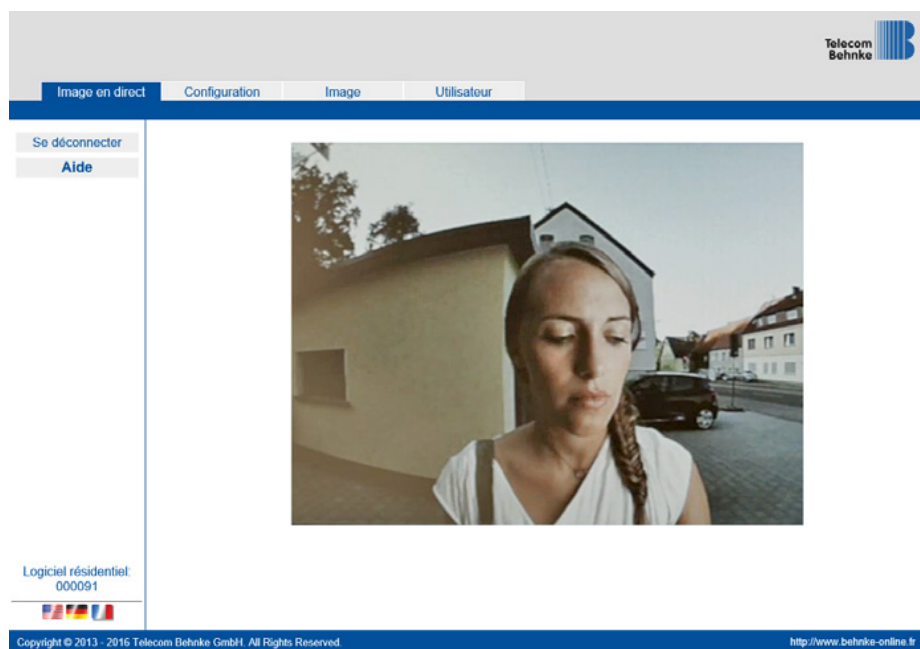 Telecom
Behnke
Image en direct
Configuration
Image
Utilisateur
Se déconnecter
Aide
Logiciel résidentiel:
000091
Copyright © 2013 - 2016 Telecom Behnke GmbH. All Rights Reserved.
http://www.behnke-online.fr